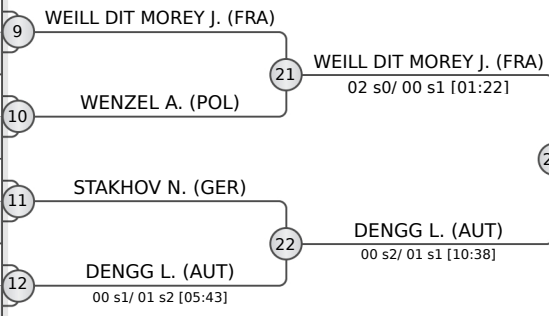 WEILL DIT MOREY J. (FRA)
9
21
WEILL DIT MOREY J. (FRA)
02 s0/ 00 s1 [01:22]
WENZEL A. (POL)
10
STAKHOV N. (GER)
11
22
DENGG L. (AUT)
00 s2/ 01 s1 [10:38]
DENGG L. (AUT)
12
00 s1/ 01 s2 [05:43]